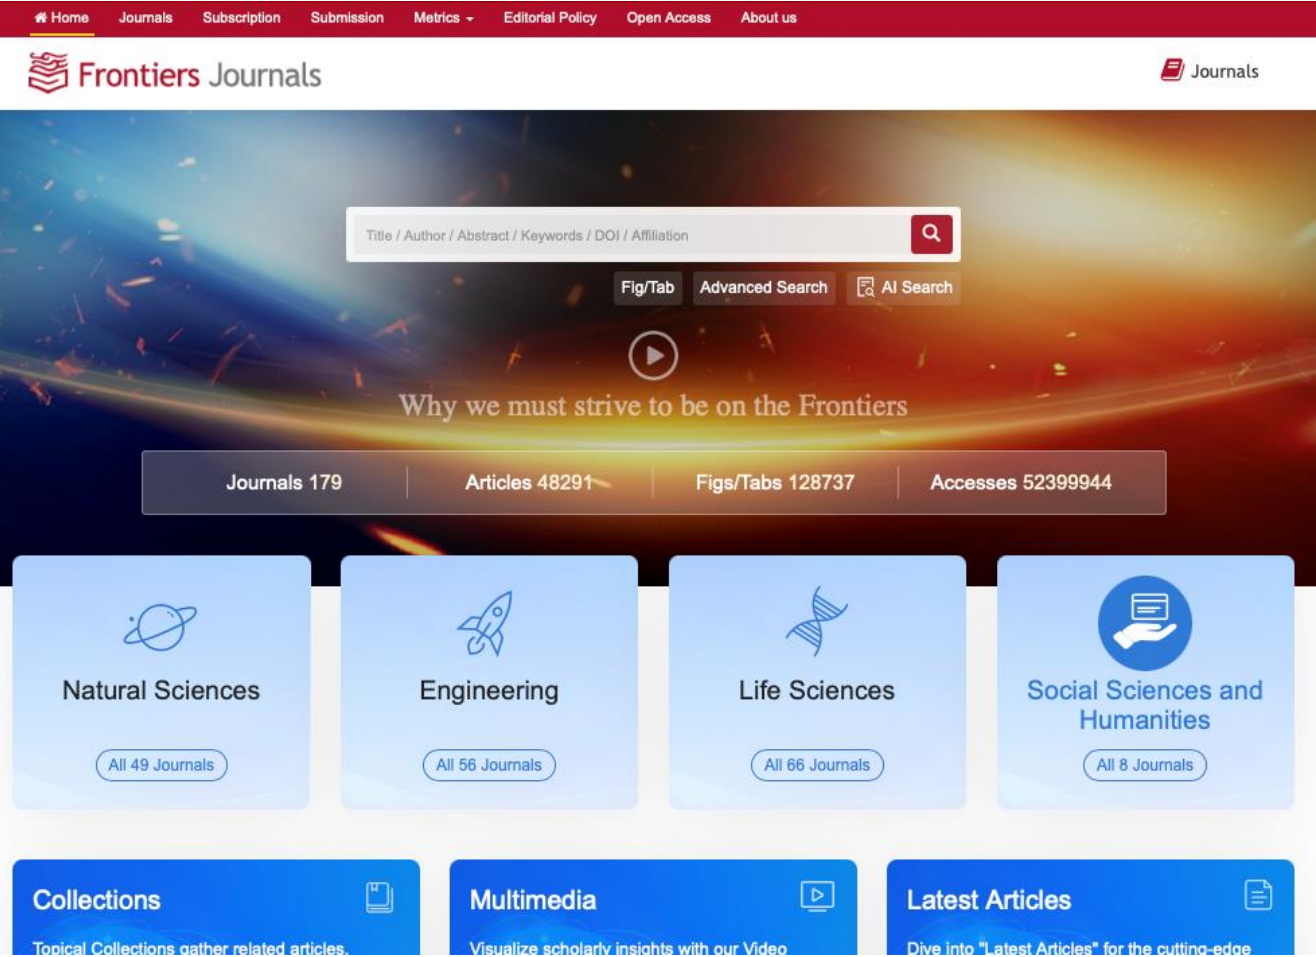 Home Journals Subscription Submission Metrics Editorial Policy Open Access About us
Frontiers Journals
Journals
Title / Author / Abstract / Keywords / DOI / Affiliation
Fig/Tab Advanced Search AI Search
Why we must strive to be on the Frontiers
Journals 179 Articles 48291 Figs/Tabs 128737 Accesses 52399944
Natural Sciences
All 49 Journals
Engineering
All 56 Journals
Life Sciences
All 66 Journals
Social Sciences and
Humanities
All 8 Journals
Collections
Topical Collections gather related articles,
Multimedia
Visualize scholarly insights with our Video
Latest Articles
Dive into "Latest Articles" for the cutting-edge